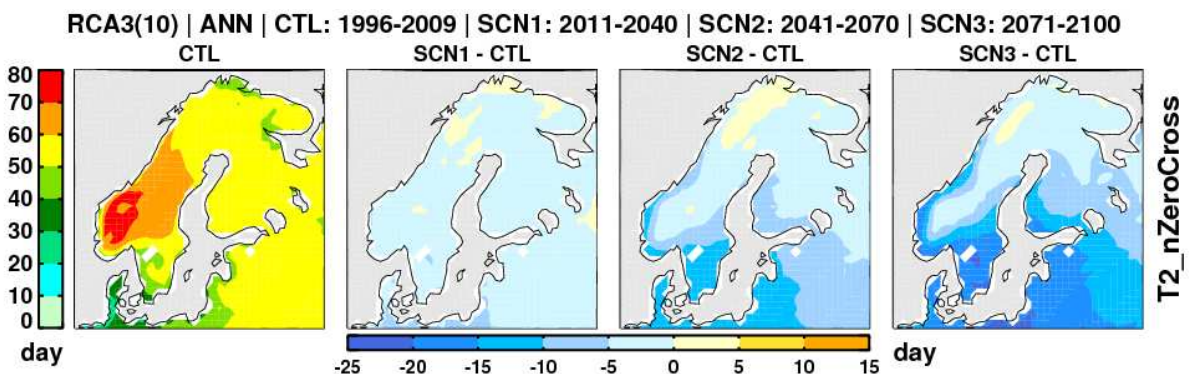 RCA3(10) | ANN | CTL: 1996-2009 | SCN1: 2011-2040 | SCN2: 2041-2070 | SCN3: 2071-2100
CTL
SCN1 - CTL
SCN2 - CTL
SCN3 - CTL
80
70
60
50
40
30
20
10
0
day
T2_nZeroCross
-25 -20 -15 -10 -5 0 5 10 15
day